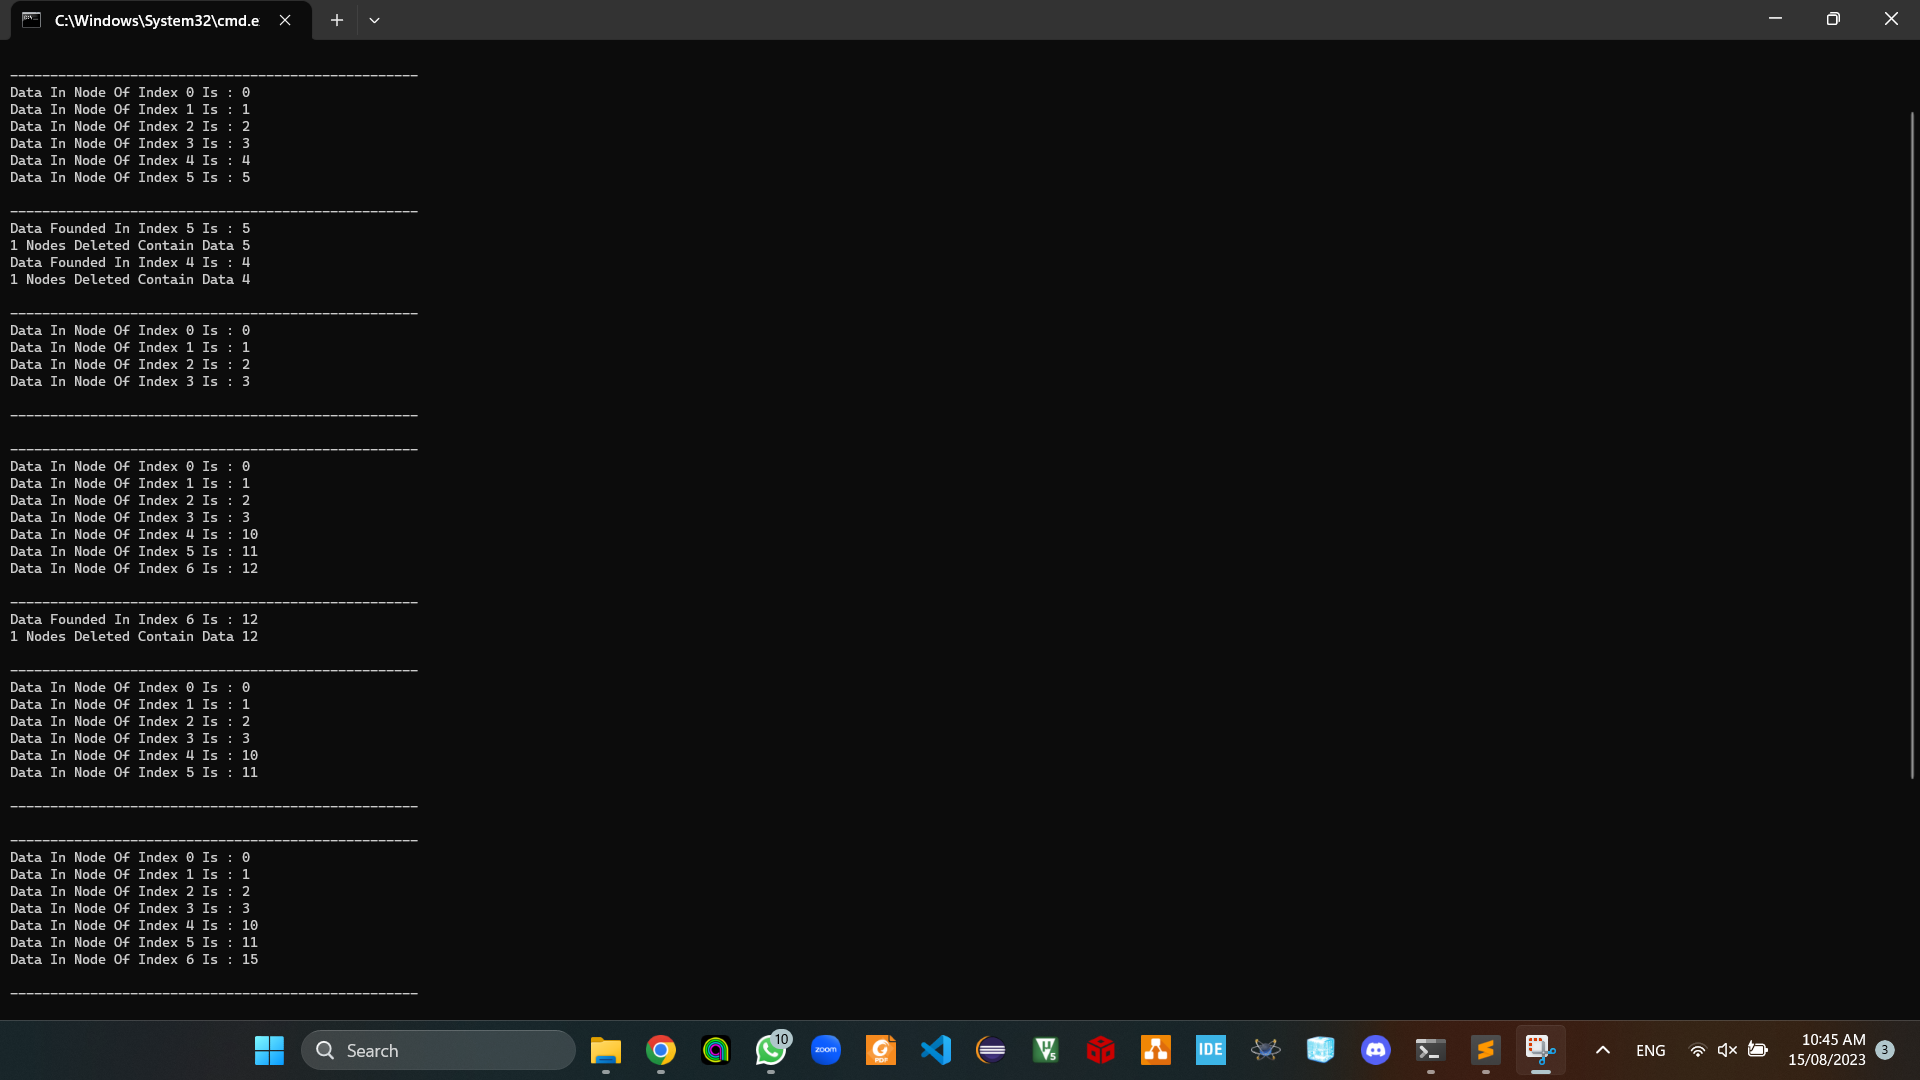 C:\Windows\System32\cmd.e
Data In Node Of Index 0 Is : 0
Data In Node Of Index 1 Is : 1
Data In Node Of Index 2 Is : 2
Data In Node Of Index 3 Is : 3
Data In Node Of Index 4 Is : 4
Data In Node Of Index 5 Is : 5
Data Founded In Index 5 Is : 5
1 Nodes Deleted Contain Data 5
Data Founded In Index 4 Is : 4
1 Nodes Deleted Contain Data 4
Data In Node Of Index 0 Is : 0
Data In Node Of Index 1 Is : 1
Data In Node Of Index 2 Is : 2
Data In Node Of Index 3 Is : 3
Data In Node Of Index 0 Is : 0
Data In Node Of Index 1 Is : 1
Data In Node Of Index 2 Is : 2
Data In Node Of Index 3 Is : 3
Data In Node Of Index 4 Is : 10
Data In Node Of Index 5 Is : 11
Data In Node Of Index 6 Is : 12
Data Founded In Index 6 Is : 12
1 Nodes Deleted Contain Data 12
Data In Node Of Index 0 Is : 0
Data In Node Of Index 1 Is : 1
Data In Node Of Index 2 Is : 2
Data In Node Of Index 3 Is : 3
Data In Node Of Index 4 Is : 10
Data In Node Of Index 5 Is : 11
Data In Node Of Index 0 Is : 0
Data In Node Of Index 1 Is : 1
Data In Node Of Index 2 Is : 2
Data In Node Of Index 3 Is : 3
Data In Node Of Index 4 Is : 10
Data In Node Of Index 5 Is : 11
Data In Node Of Index 6 Is : 15
Search
10
zoom
PDF
V5
IDE
ENG
10:45 AM
15/08/2023
3